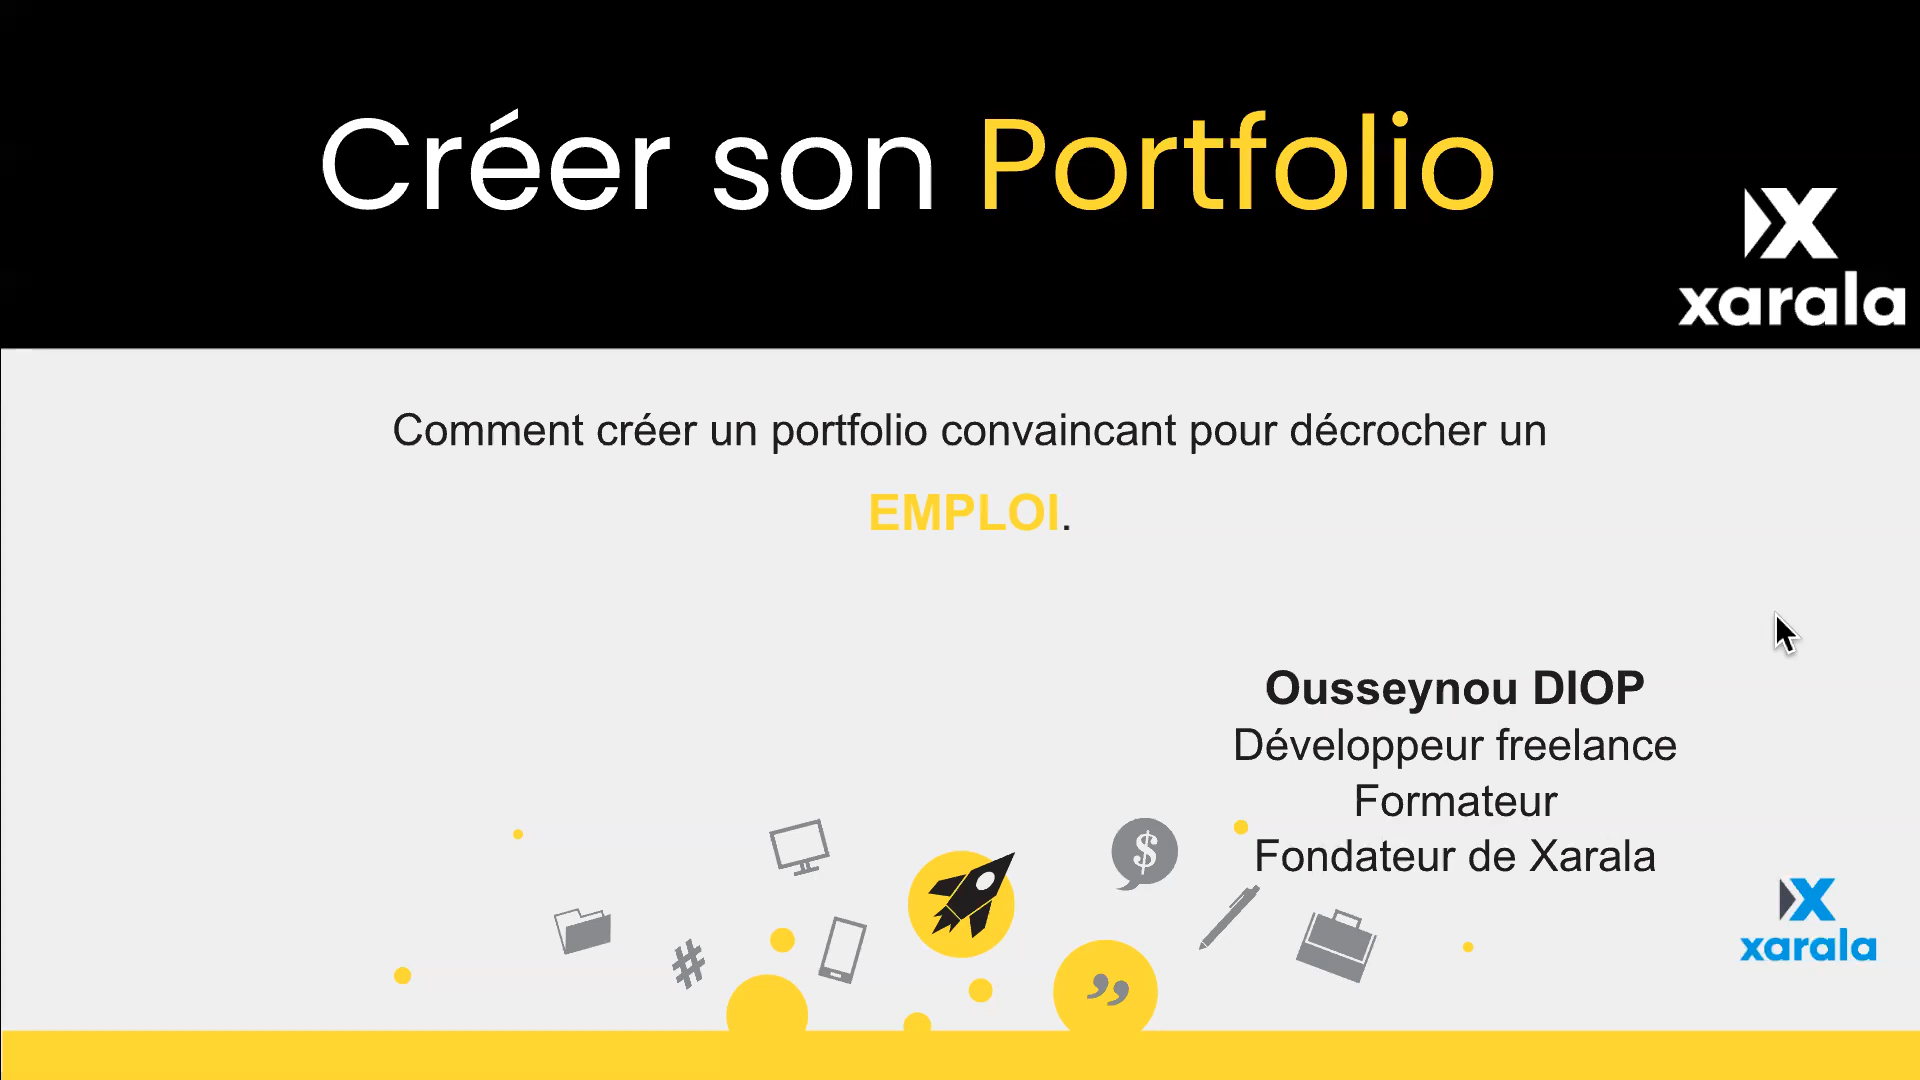 Créer son Portfolio
xarala
Comment créer un portfolio convaincant pour décrocher un
EMPLOI.
Ousseynou DIOP
Développeur freelance
Formateur
Fondateur de Xarala
$
#
”
xarala